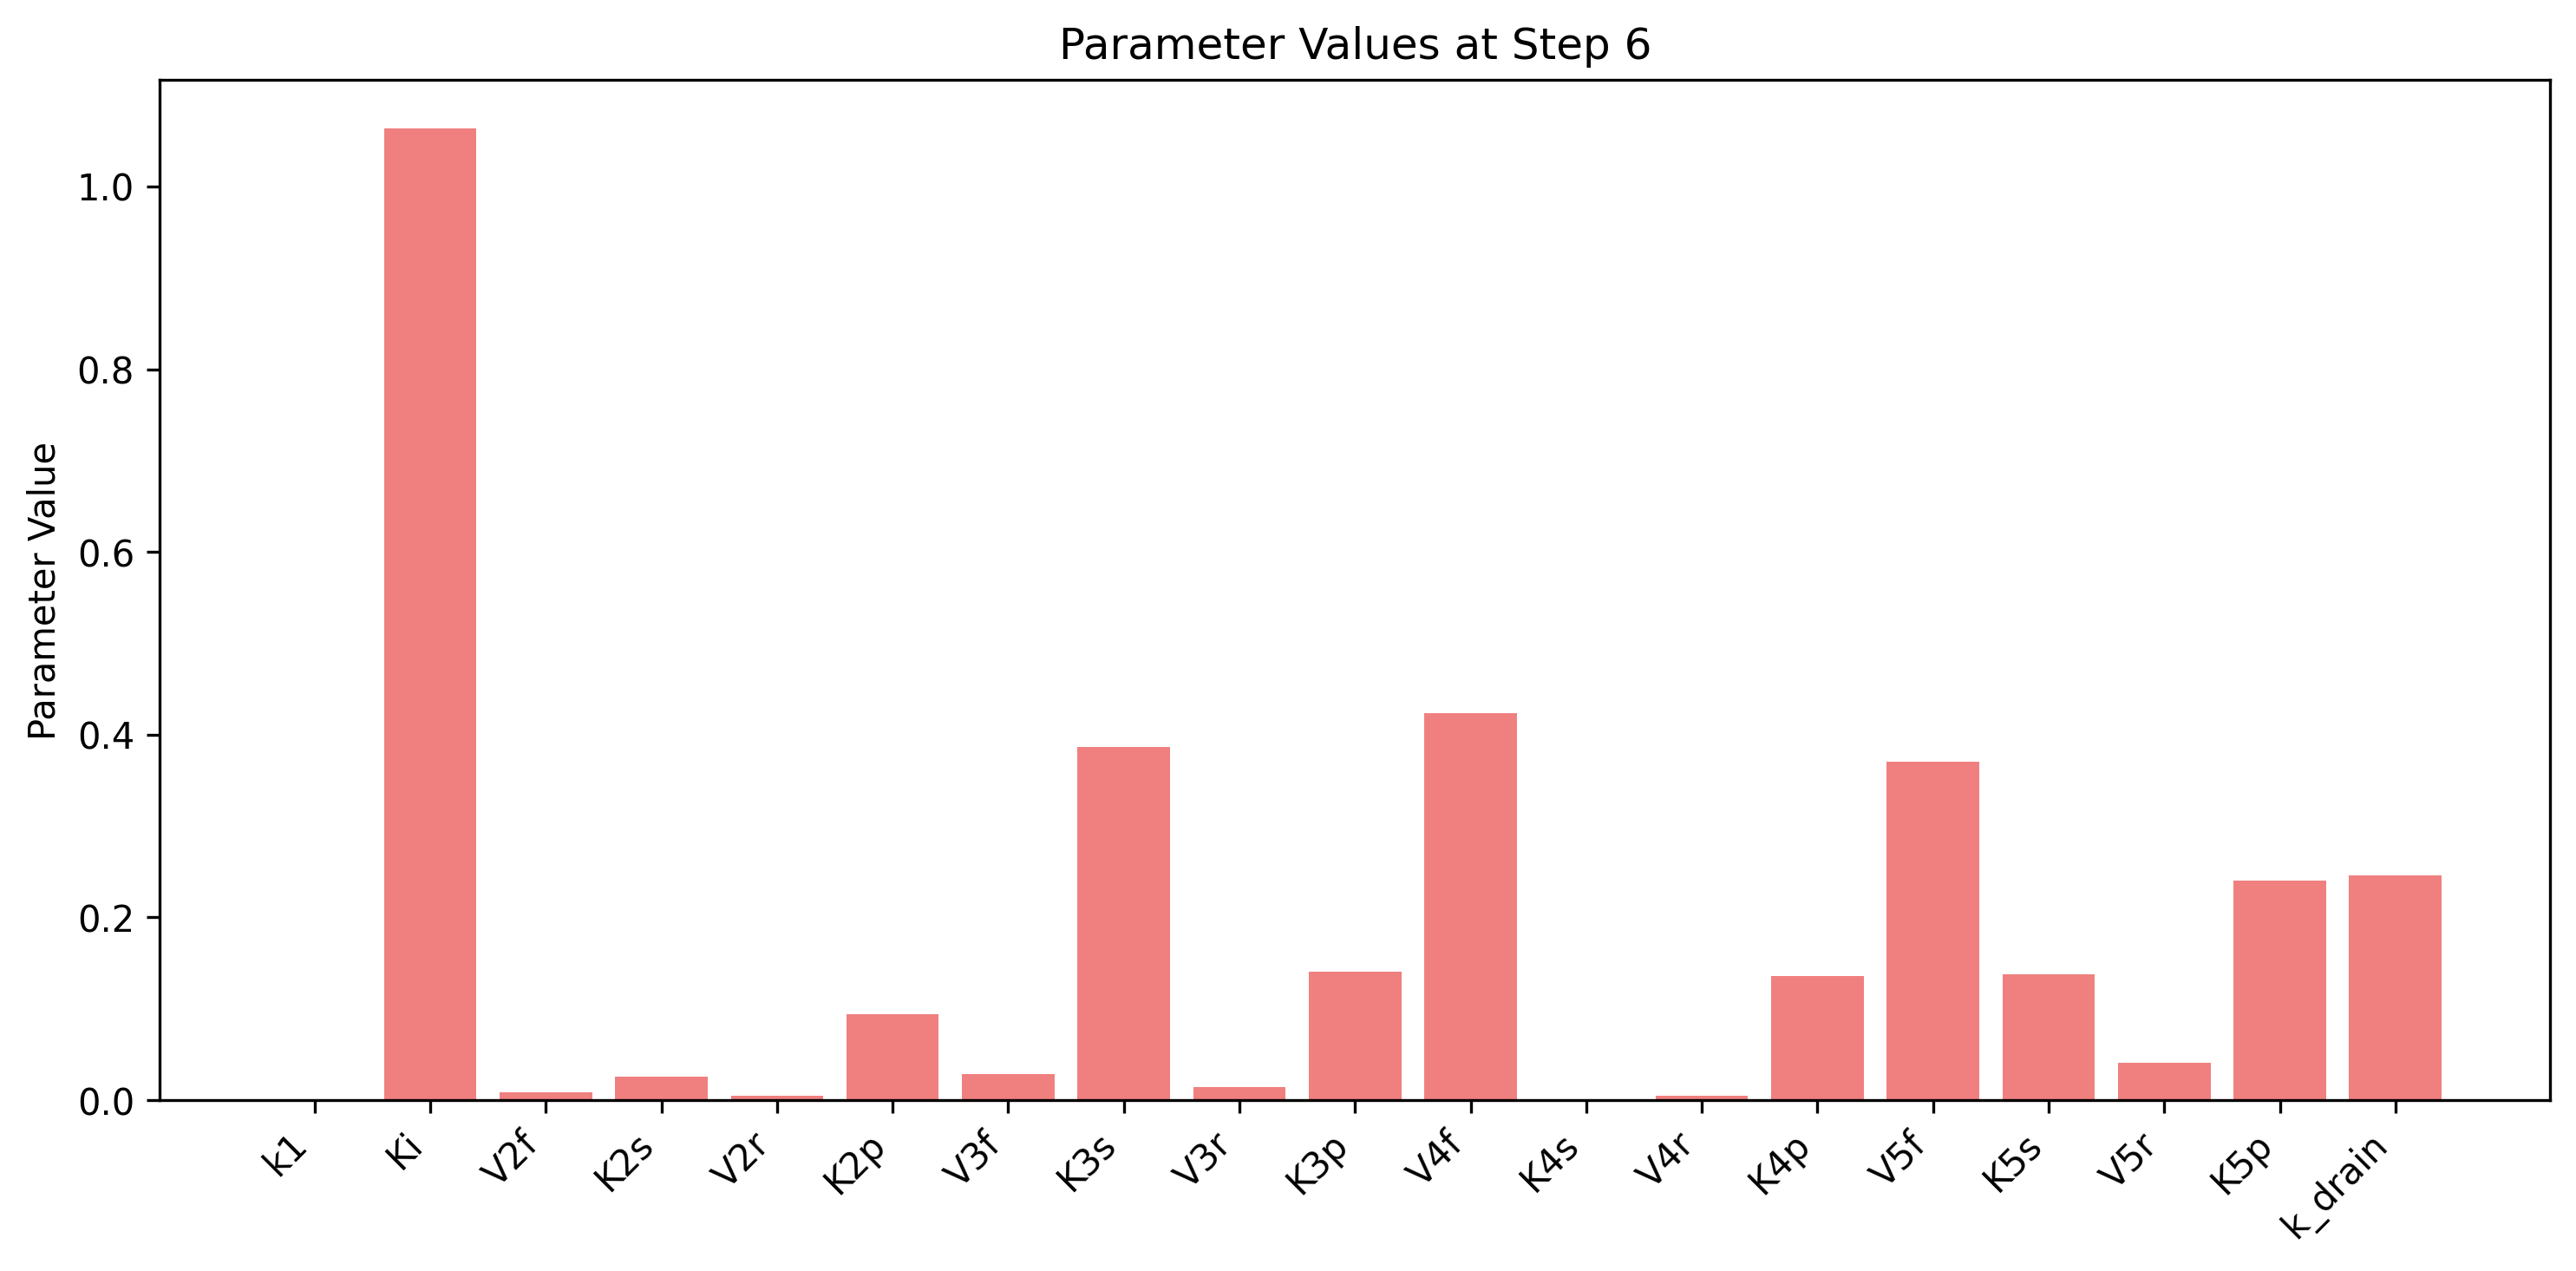 Parameter Values at Step 6
Parameter Value
1.0
0.8
0.6
0.4
0.2
0.0
k1 Ki V2f K2s V2r K2p V3f K3s V3r K3p V4f K4s V4r K4p V5f K5s V5r K5p k_drain